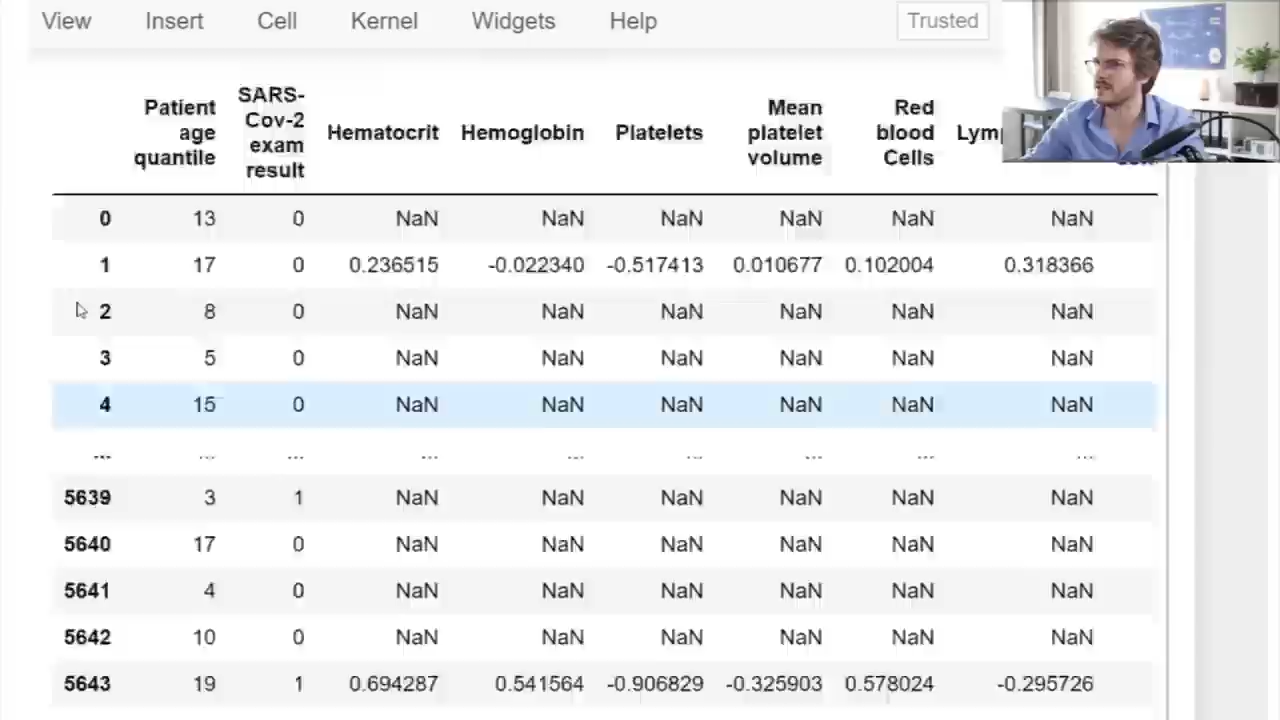 View Insert Cell Kernel Widgets Help Trusted
Patient age quantile SARS-Cov-2 exam result Hematocrit Hemoglobin Platelets Mean platelet volume Red blood Cells
0 13 0 NaN NaN NaN NaN NaN NaN
1 17 0 0.236515 -0.022340 -0.517413 0.010677 0.102004 0.318366
2 8 0 NaN NaN NaN NaN NaN NaN
3 5 0 NaN NaN NaN NaN NaN NaN
4 15 0 NaN NaN NaN NaN NaN NaN
... ... ... ... ... ... ... ... ...
5639 3 1 NaN NaN NaN NaN NaN NaN
5640 17 0 NaN NaN NaN NaN NaN NaN
5641 4 0 NaN NaN NaN NaN NaN NaN
5642 10 0 NaN NaN NaN NaN NaN NaN
5643 19 1 0.694287 0.541564 -0.906829 -0.325903 0.578024 -0.295726